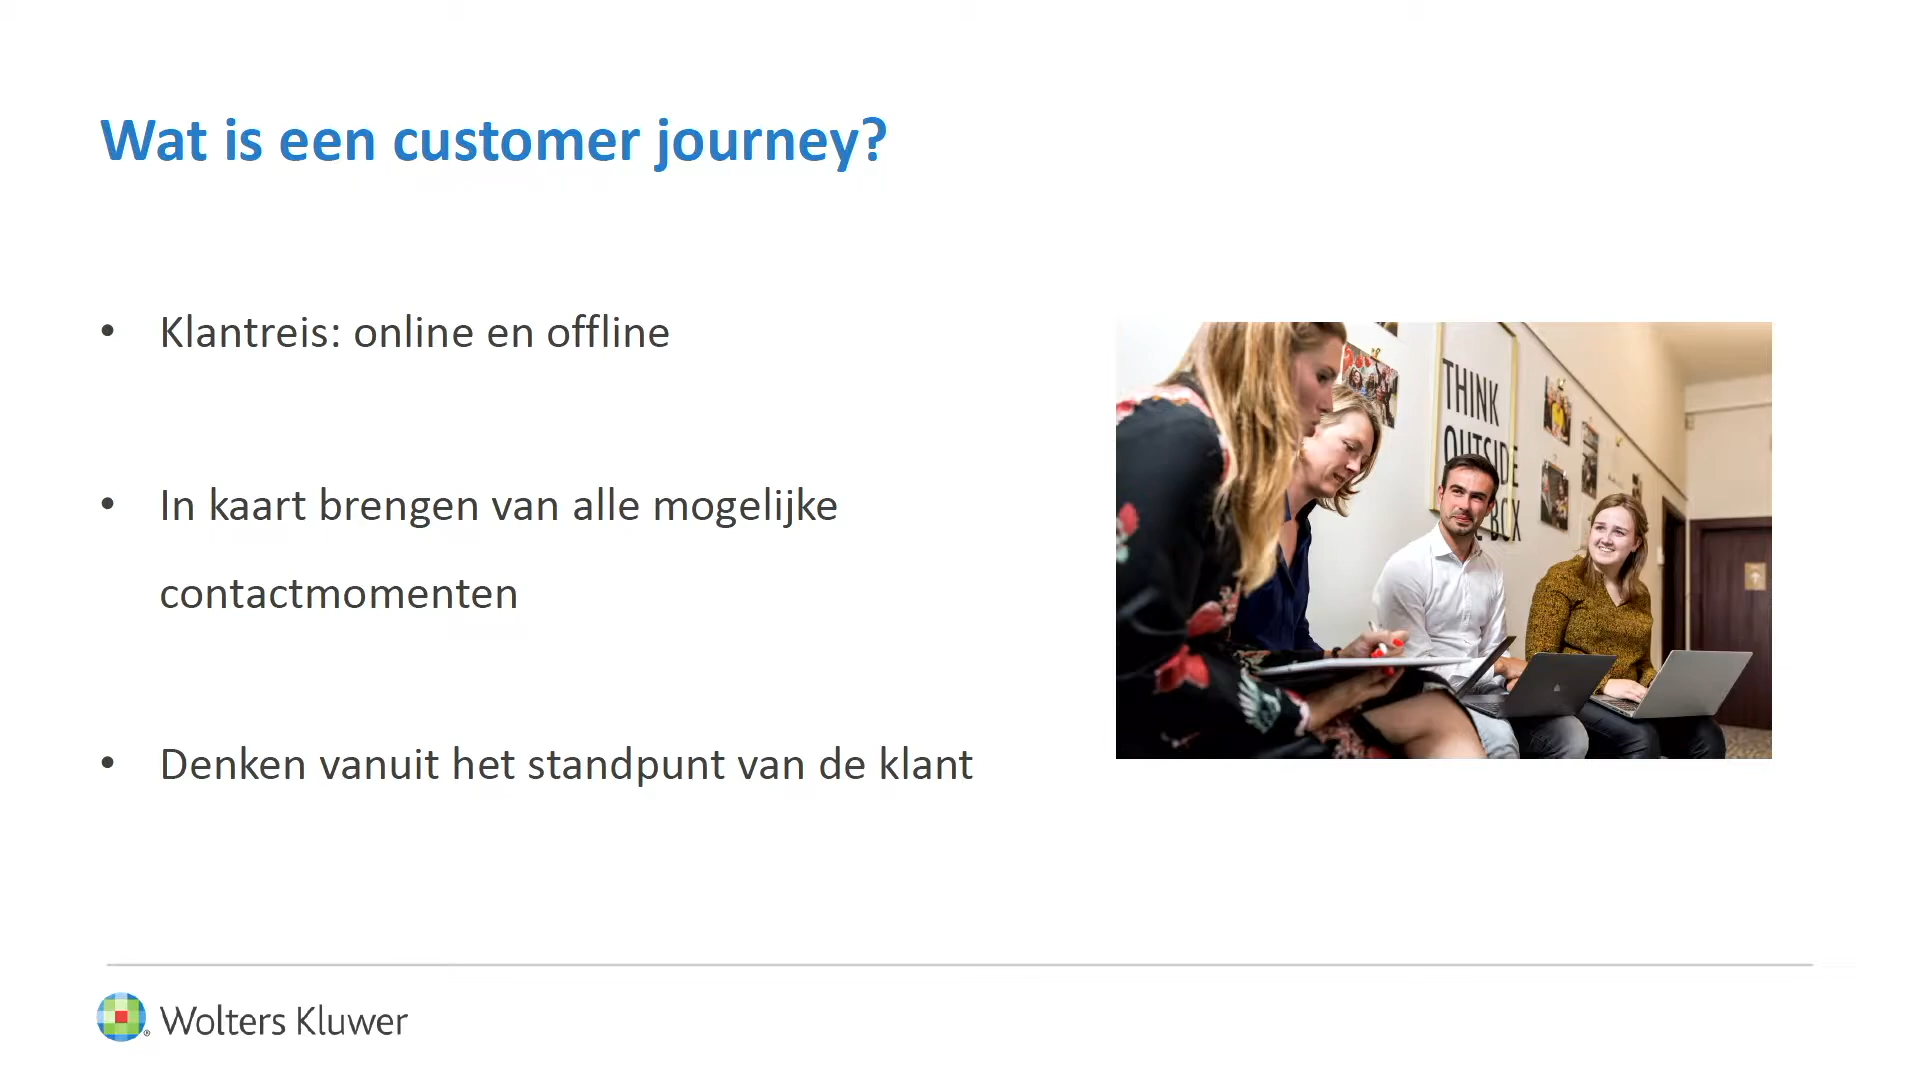 Wat is een customer journey?
• Klantreis: online en offline
• In kaart brengen van alle mogelijke
contactmomenten
• Denken vanuit het standpunt van de klant
THINK
OUTSIDE
BOX
Wolters Kluwer